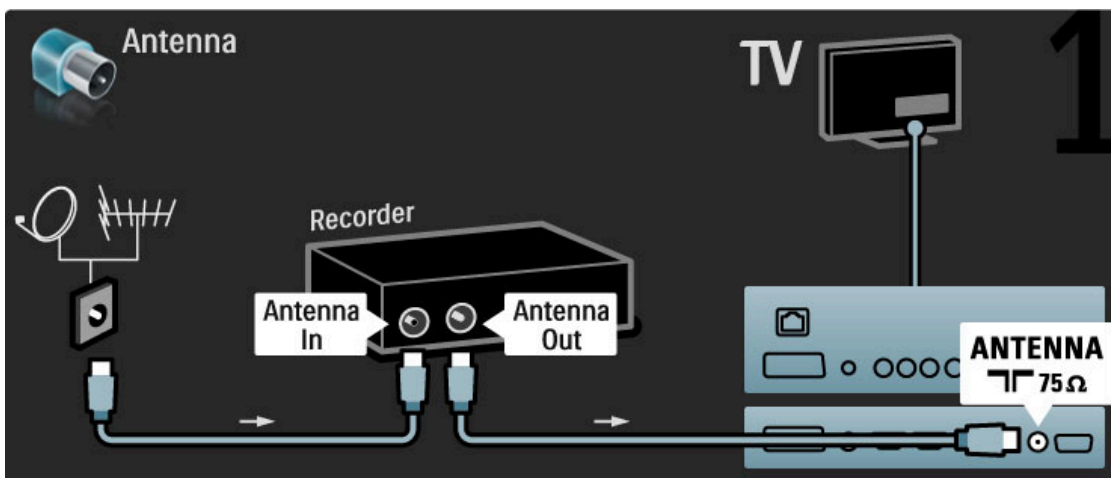 Antenna
TV
1
Recorder
Antenna
In
Antenna
Out
ANTENNA
75 Ω